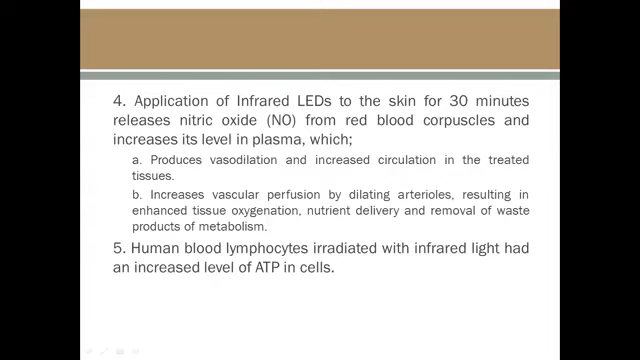 4. Application of Infrared LEDs to the skin for 30 minutes
releases nitric oxide (NO) from red blood corpuscles and
increases its level in plasma, which;
a. Produces vasodilation and increased circulation in the treated
tissues.
b. Increases vascular perfusion by dilating arterioles, resulting in
enhanced tissue oxygenation, nutrient delivery and removal of waste
products of metabolism.
5. Human blood lymphocytes irradiated with infrared light had
an increased level of ATP in cells.